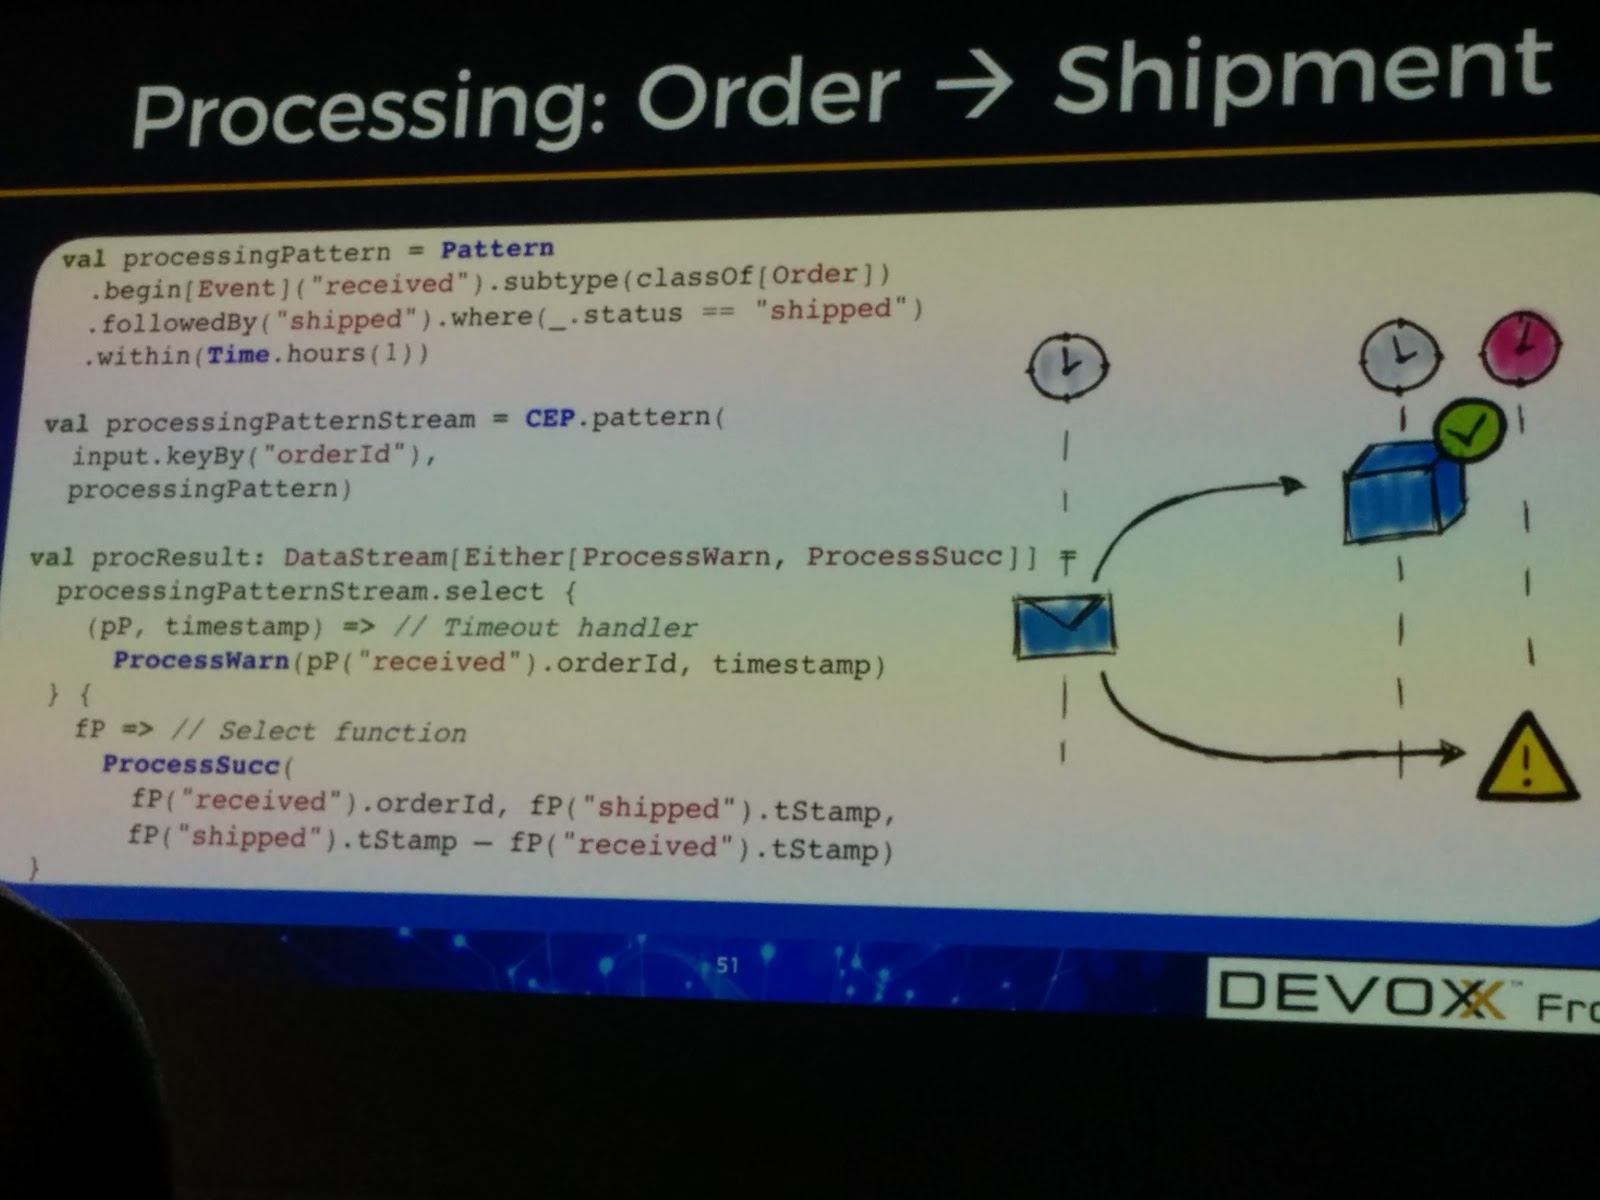 Processing: Order → Shipment
val processingPattern = Pattern
.begin[Event]("received").subtype(classOf[Order])
.followedBy("shipped").where(_.status == "shipped")
.within(Time.hours(1))
val processingPatternStream = CEP.pattern(
input.keyBy("orderId"),
processingPattern)
val procResult: DataStream[Either[ProcessWarn, ProcessSucc]] =
processingPatternStream.select {
(pP, timestamp) => // Timeout handler
ProcessWarn(pP("received").orderId, timestamp)
} {
fP => // Select function
ProcessSucc(
fP("received").orderId, fP("shipped").tStamp,
fP("shipped").tStamp – fP("received").tStamp)
}
51
DEVOXX™ Fra